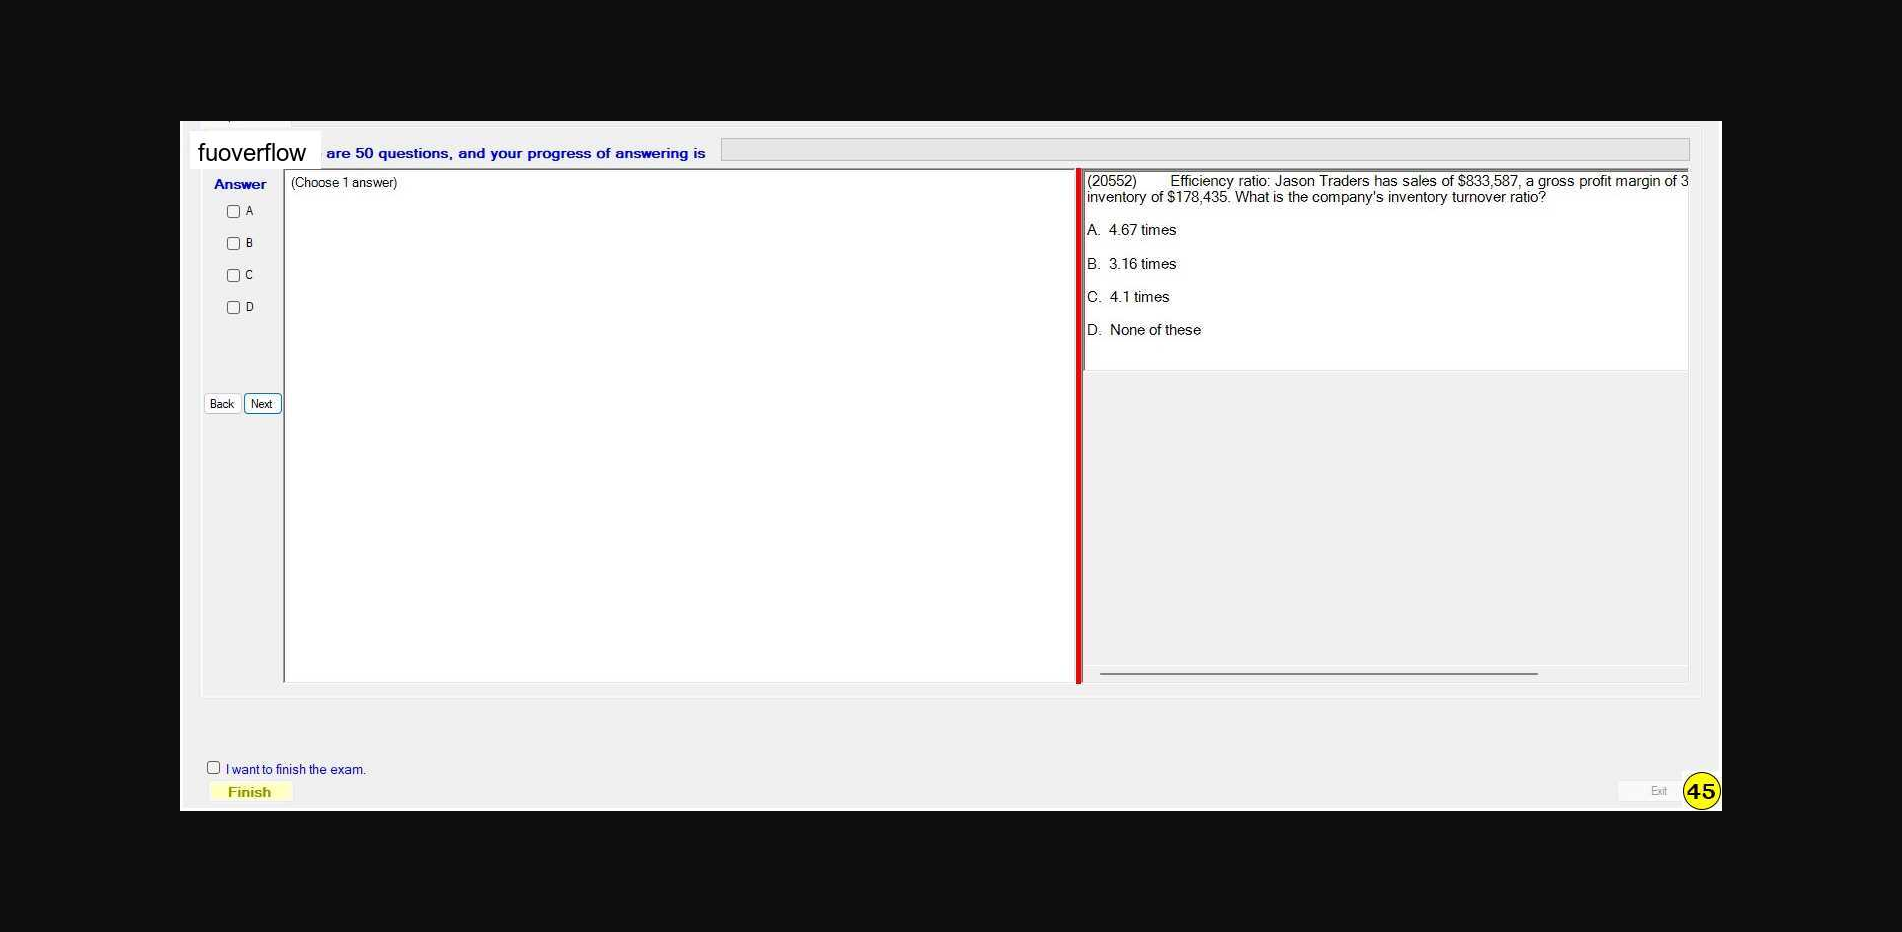 fuoverflow are 50 questions, and your progress of answering is
Answer
A
B
C
D
Back Next
(Choose 1 answer)
(20552) Efficiency ratio: Jason Traders has sales of $833,587, a gross profit margin of 3
inventory of $178,435. What is the company's inventory turnover ratio?
A. 4.67 times
B. 3.16 times
C. 4.1 times
D. None of these
I want to finish the exam.
Finish
Exit
45